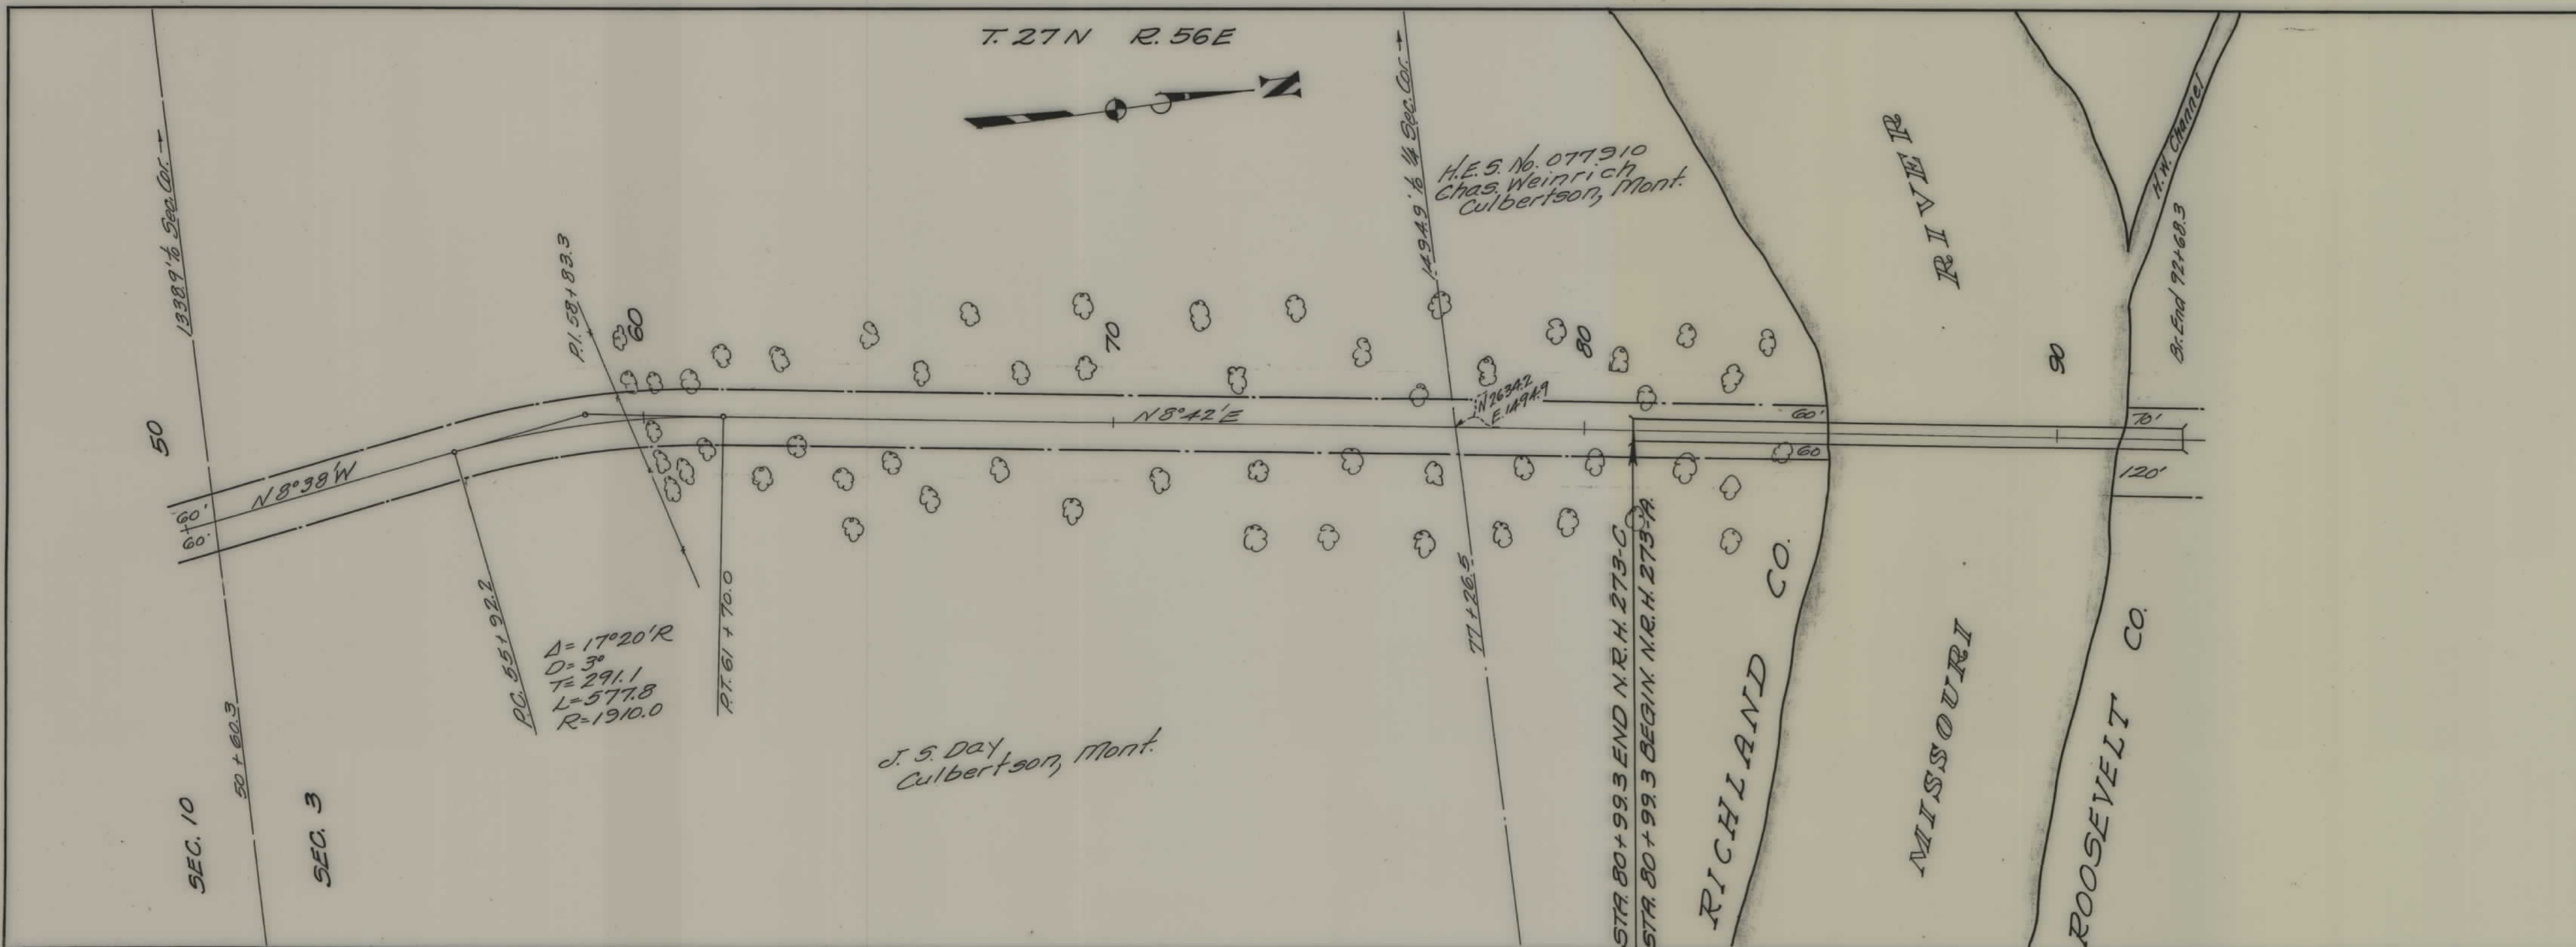 T. 27 N R. 56 E
N
1338.9' to Sec. Cor. →
1494.9' to 1/4 Sec. Cor. →
H.E.S. No. 077910
Chas. Weinrich
Culbertson, Mont.
RIVER
H.W. Channel
Br. End 92+68.3
P.I. 58+83.3
50
60
70
80
90
N 8°38'W
60'
60'
N 8°42'E
N 2634.2
E. 1494.9
60'
60
70'
120'
P.C. 55+92.2
Δ = 17°20'R
D = 3°
T = 291.1
L = 577.8
R = 1910.0
P.T. 61 + 70.0
77+26.5
50+60.3
SEC. 10
SEC. 3
J. S. Day
Culbertson, Mont.
STA. 80+99.3 END N.R.H. 273-C
STA. 80+99.3 BEGIN. N.R.H. 273-A
RICHLAND CO.
MISSOURI
ROOSEVELT CO.